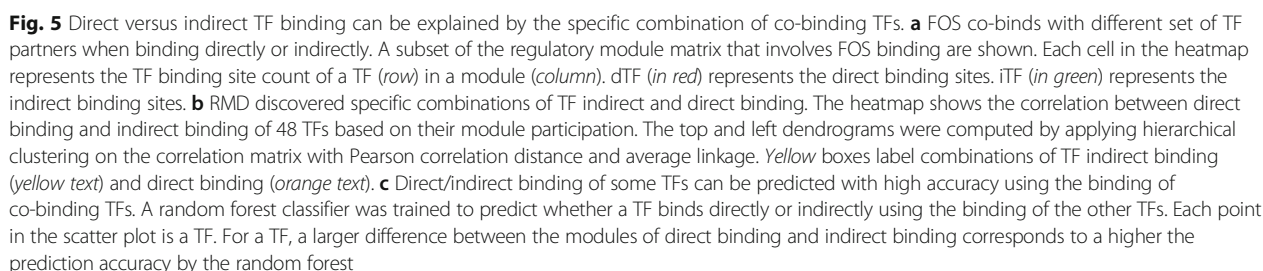 Fig. 5 Direct versus indirect TF binding can be explained by the specific combination of co-binding TFs. a FOS co-binds with different set of TF
partners when binding directly or indirectly. A subset of the regulatory module matrix that involves FOS binding are shown. Each cell in the heatmap
represents the TF binding site count of a TF (row) in a module (column). dTF (in red) represents the direct binding sites. iTF (in green) represents the
indirect binding sites. b RMD discovered specific combinations of TF indirect and direct binding. The heatmap shows the correlation between direct
binding and indirect binding of 48 TFs based on their module participation. The top and left dendrograms were computed by applying hierarchical
clustering on the correlation matrix with Pearson correlation distance and average linkage. Yellow boxes label combinations of TF indirect binding
(yellow text) and direct binding (orange text). c Direct/indirect binding of some TFs can be predicted with high accuracy using the binding of
co-binding TFs. A random forest classifier was trained to predict whether a TF binds directly or indirectly using the binding of the other TFs. Each point
in the scatter plot is a TF. For a TF, a larger difference between the modules of direct binding and indirect binding corresponds to a higher the
prediction accuracy by the random forest